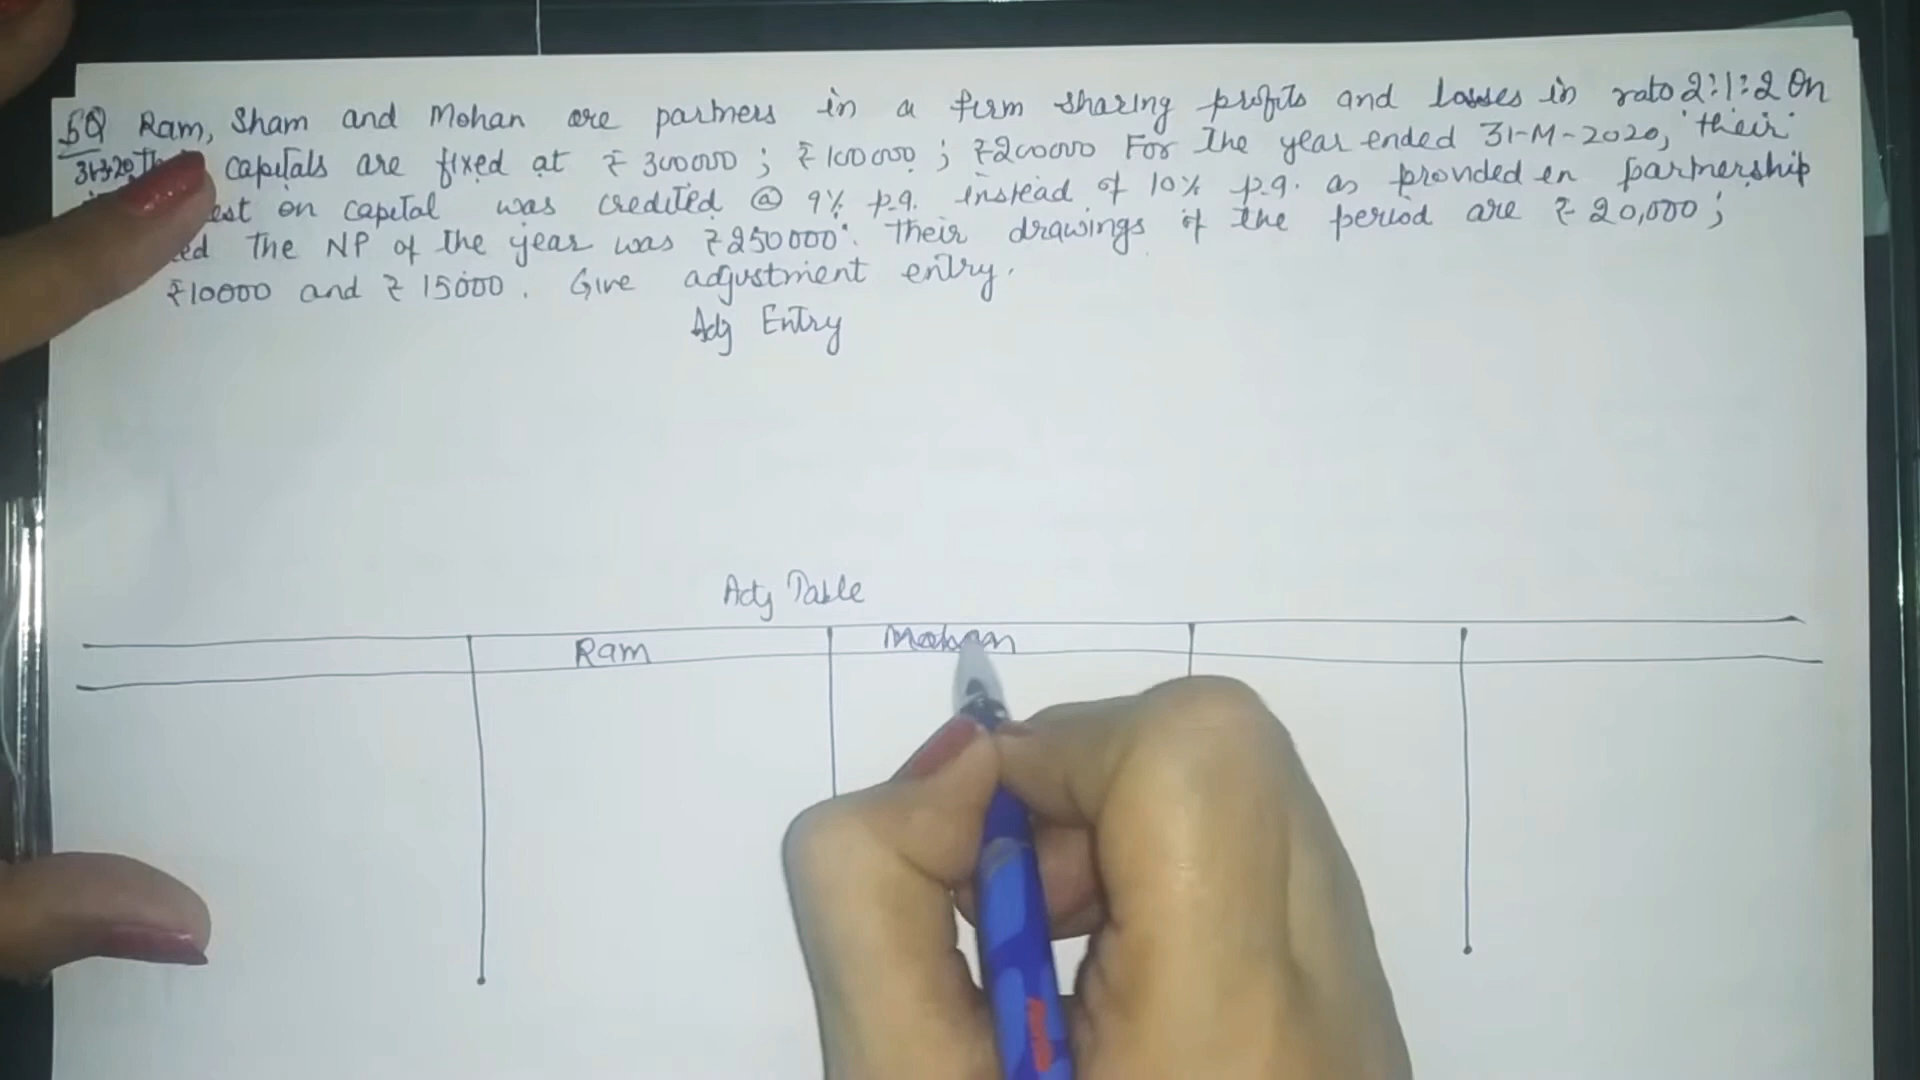 5Q Ram, Sham and Mohan are partners in a firm sharing profits and losses in rato 2:1:2 On
31-3-20 capitals are fixed at ₹ 300000 ; ₹100000 ; ₹200000 For the year ended 31-M-2020, their
est on capital was credited @ 9% p.a. instead of 10% p.a. as provided in partnership
ed The NP of the year was ₹250000. Their drawings of the period are ₹ 20,000 ;
₹10000 and ₹ 15000. Give adjustment entry.
Adj Entry
Adj Table
Ram